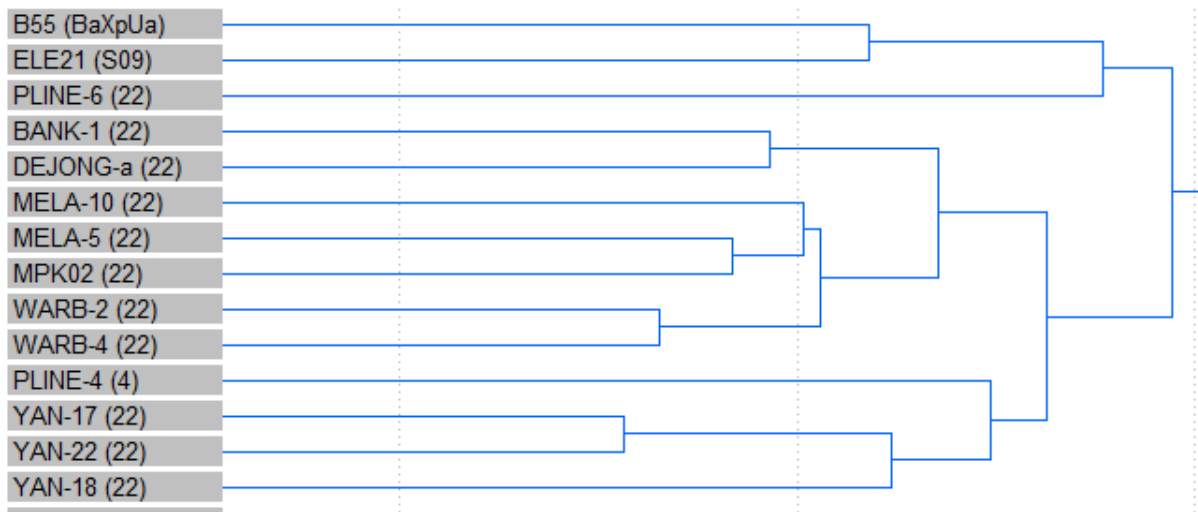 B55 (BaXpUa)
ELE21 (S09)
PLINE-6 (22)
BANK-1 (22)
DEJONG-a (22)
MELA-10 (22)
MELA-5 (22)
MPK02 (22)
WARB-2 (22)
WARB-4 (22)
PLINE-4 (4)
YAN-17 (22)
YAN-22 (22)
YAN-18 (22)